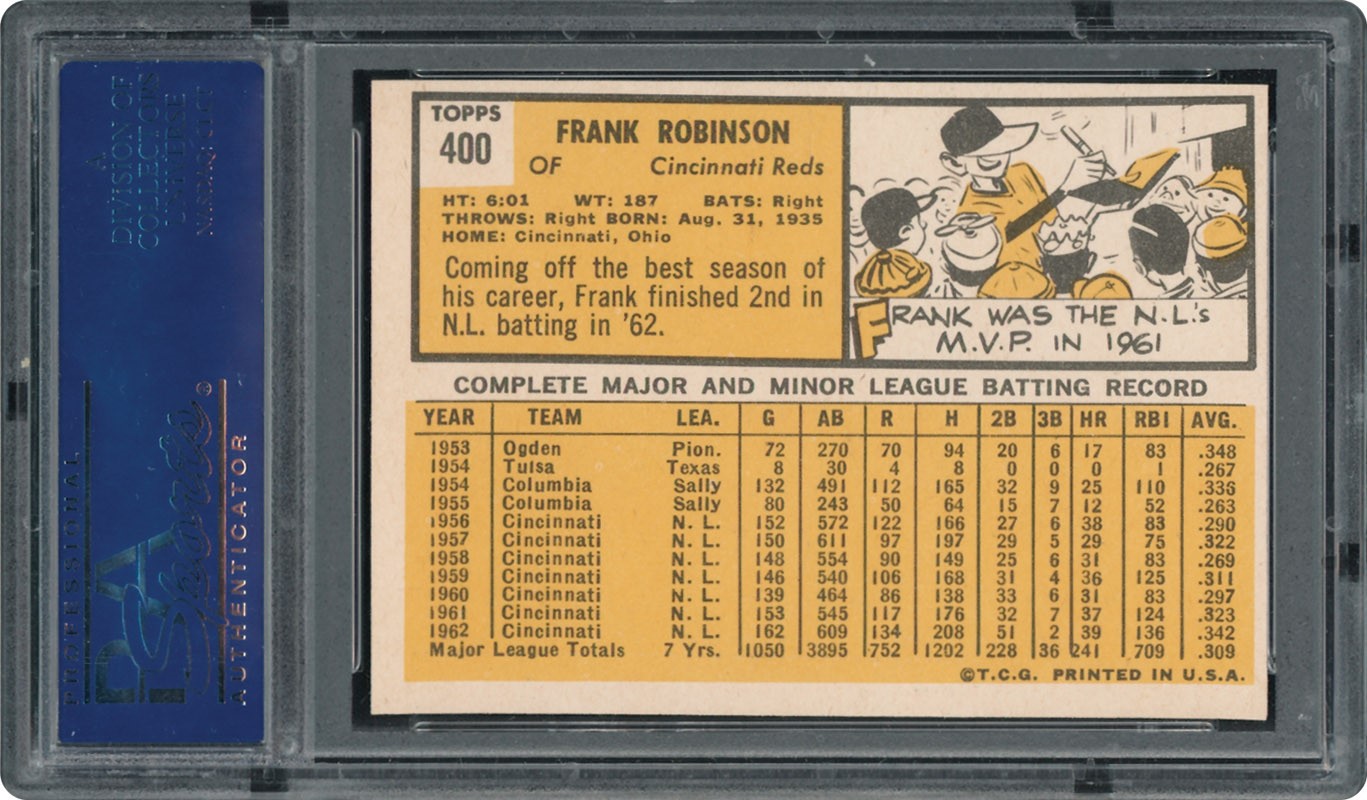 A
DIVISION OF
COLLECTORS
UNIVERSE
NASDAQ: CLCT
PROFESSIONAL
PSA
Sports
®
AUTHENTICATOR
TOPPS
400
FRANK ROBINSON
OF Cincinnati Reds
HT: 6:01 WT: 187 BATS: Right
THROWS: Right BORN: Aug. 31, 1935
HOME: Cincinnati, Ohio
Coming off the best season of
his career, Frank finished 2nd in
N.L. batting in '62.
FRANK WAS THE N.L.'s
M.V.P. IN 1961
COMPLETE MAJOR AND MINOR LEAGUE BATTING RECORD
YEAR TEAM LEA. G AB R H 2B 3B HR RBI AVG.
1953 Ogden Pion. 72 270 70 94 20 6 17 83 .348
1954 Tulsa Texas 8 30 4 8 0 0 0 1 .267
1954 Columbia Sally 132 491 112 165 32 9 25 110 .336
1955 Columbia Sally 80 243 50 64 15 7 12 52 .263
1956 Cincinnati N. L. 152 572 122 166 27 6 38 83 .290
1957 Cincinnati N. L. 150 611 97 197 29 5 29 75 .322
1958 Cincinnati N. L. 148 554 90 149 25 6 31 83 .269
1959 Cincinnati N. L. 146 540 106 168 31 4 36 125 .311
1960 Cincinnati N. L. 139 464 86 138 33 6 31 83 .297
1961 Cincinnati N. L. 153 545 117 176 32 7 37 124 .323
1962 Cincinnati N. L. 162 609 134 208 51 2 39 136 .342
Major League Totals 7 Yrs. 1050 3895 752 1202 228 36 241 709 .309
©T.C.G. PRINTED IN U.S.A.